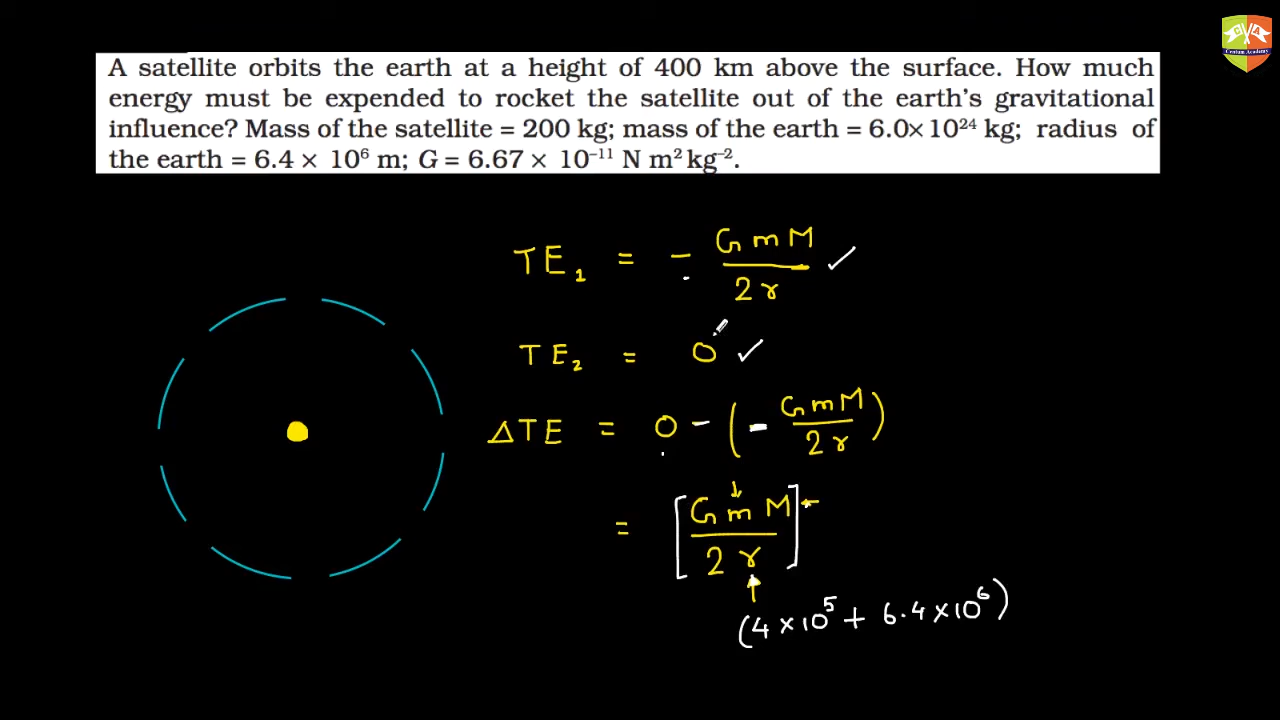 A satellite orbits the earth at a height of 400 km above the surface. How much
energy must be expended to rocket the satellite out of the earth's gravitational
influence? Mass of the satellite = 200 kg; mass of the earth = 6.0× 10²⁴ kg; radius of
the earth = 6.4 × 10⁶ m; G = 6.67 × 10⁻¹¹ N m² kg⁻².
Centum Academy
TE₁ = - GmM / 2r ✓
TE₂ = 0 ✓
ΔTE = 0 - (- GmM / 2r)
= [GmM / 2r]
(4 × 10⁵ + 6.4 × 10⁶)